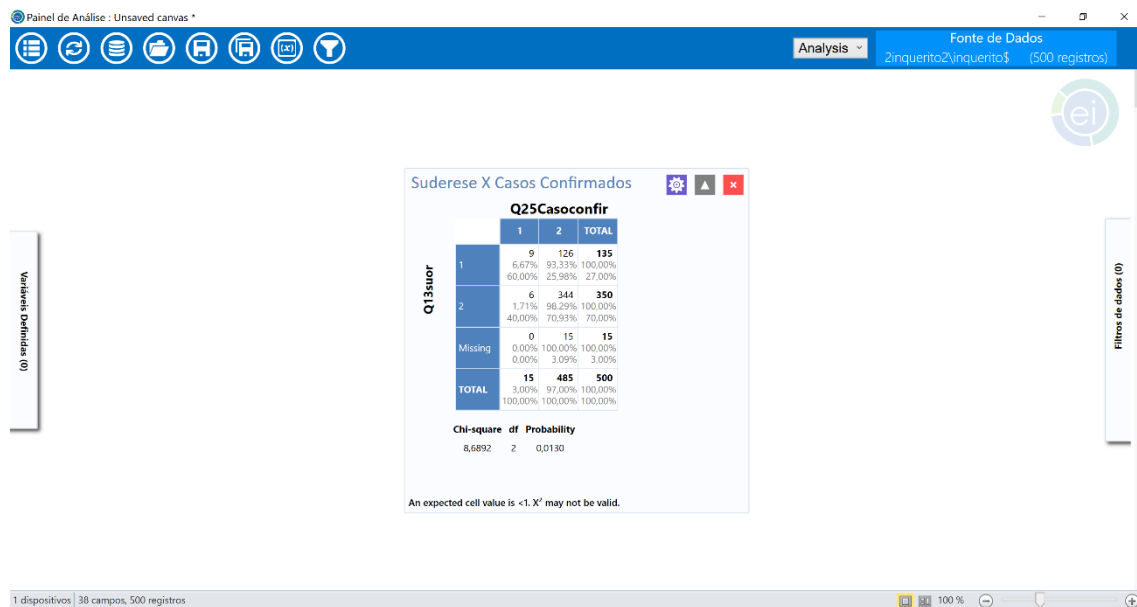 Painel de Análise : Unsaved canvas *
Analysis
Fonte de Dados
2inquerito2\inquerito$ (500 registros)
ei
Suderese X Casos Confirmados
Q25Casoconfir
1 2 TOTAL
Q13suor
1 9 126 135
6,67% 93,33% 100,00%
60,00% 25,98% 27,00%
2 6 344 350
1,71% 98,29% 100,00%
40,00% 70,93% 70,00%
Missing 0 15 15
0,00% 100,00% 100,00%
0,00% 3,09% 3,00%
TOTAL 15 485 500
3,00% 97,00% 100,00%
100,00% 100,00% 100,00%
Chi-square df Probability
8,6892 2 0,0130
An expected cell value is <1. X² may not be valid.
Variáveis Definidas (0)
Filtros de dados (0)
1 dispositivos 38 campos, 500 registros
100 %